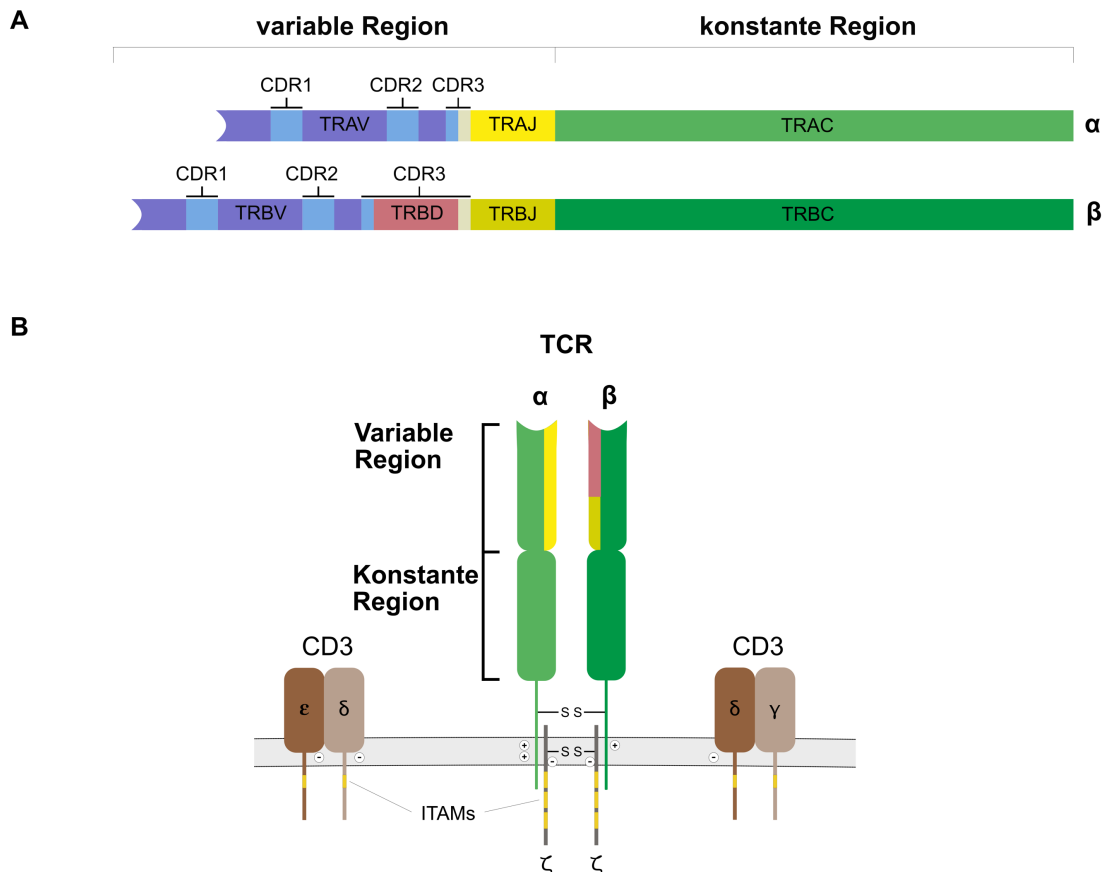 A
variable Region
konstante Region
CDR1
CDR2
CDR3
TRAV
TRAJ
TRAC
α
CDR1
CDR2
CDR3
TRBV
TRBD
TRBJ
TRBC
β
B
TCR
α
β
Variable
Region
Konstante
Region
CD3
CD3
ε
δ
δ
γ
S S
+
+
+
S S
-
-
-
-
-
ITAMs
ζ
ζ